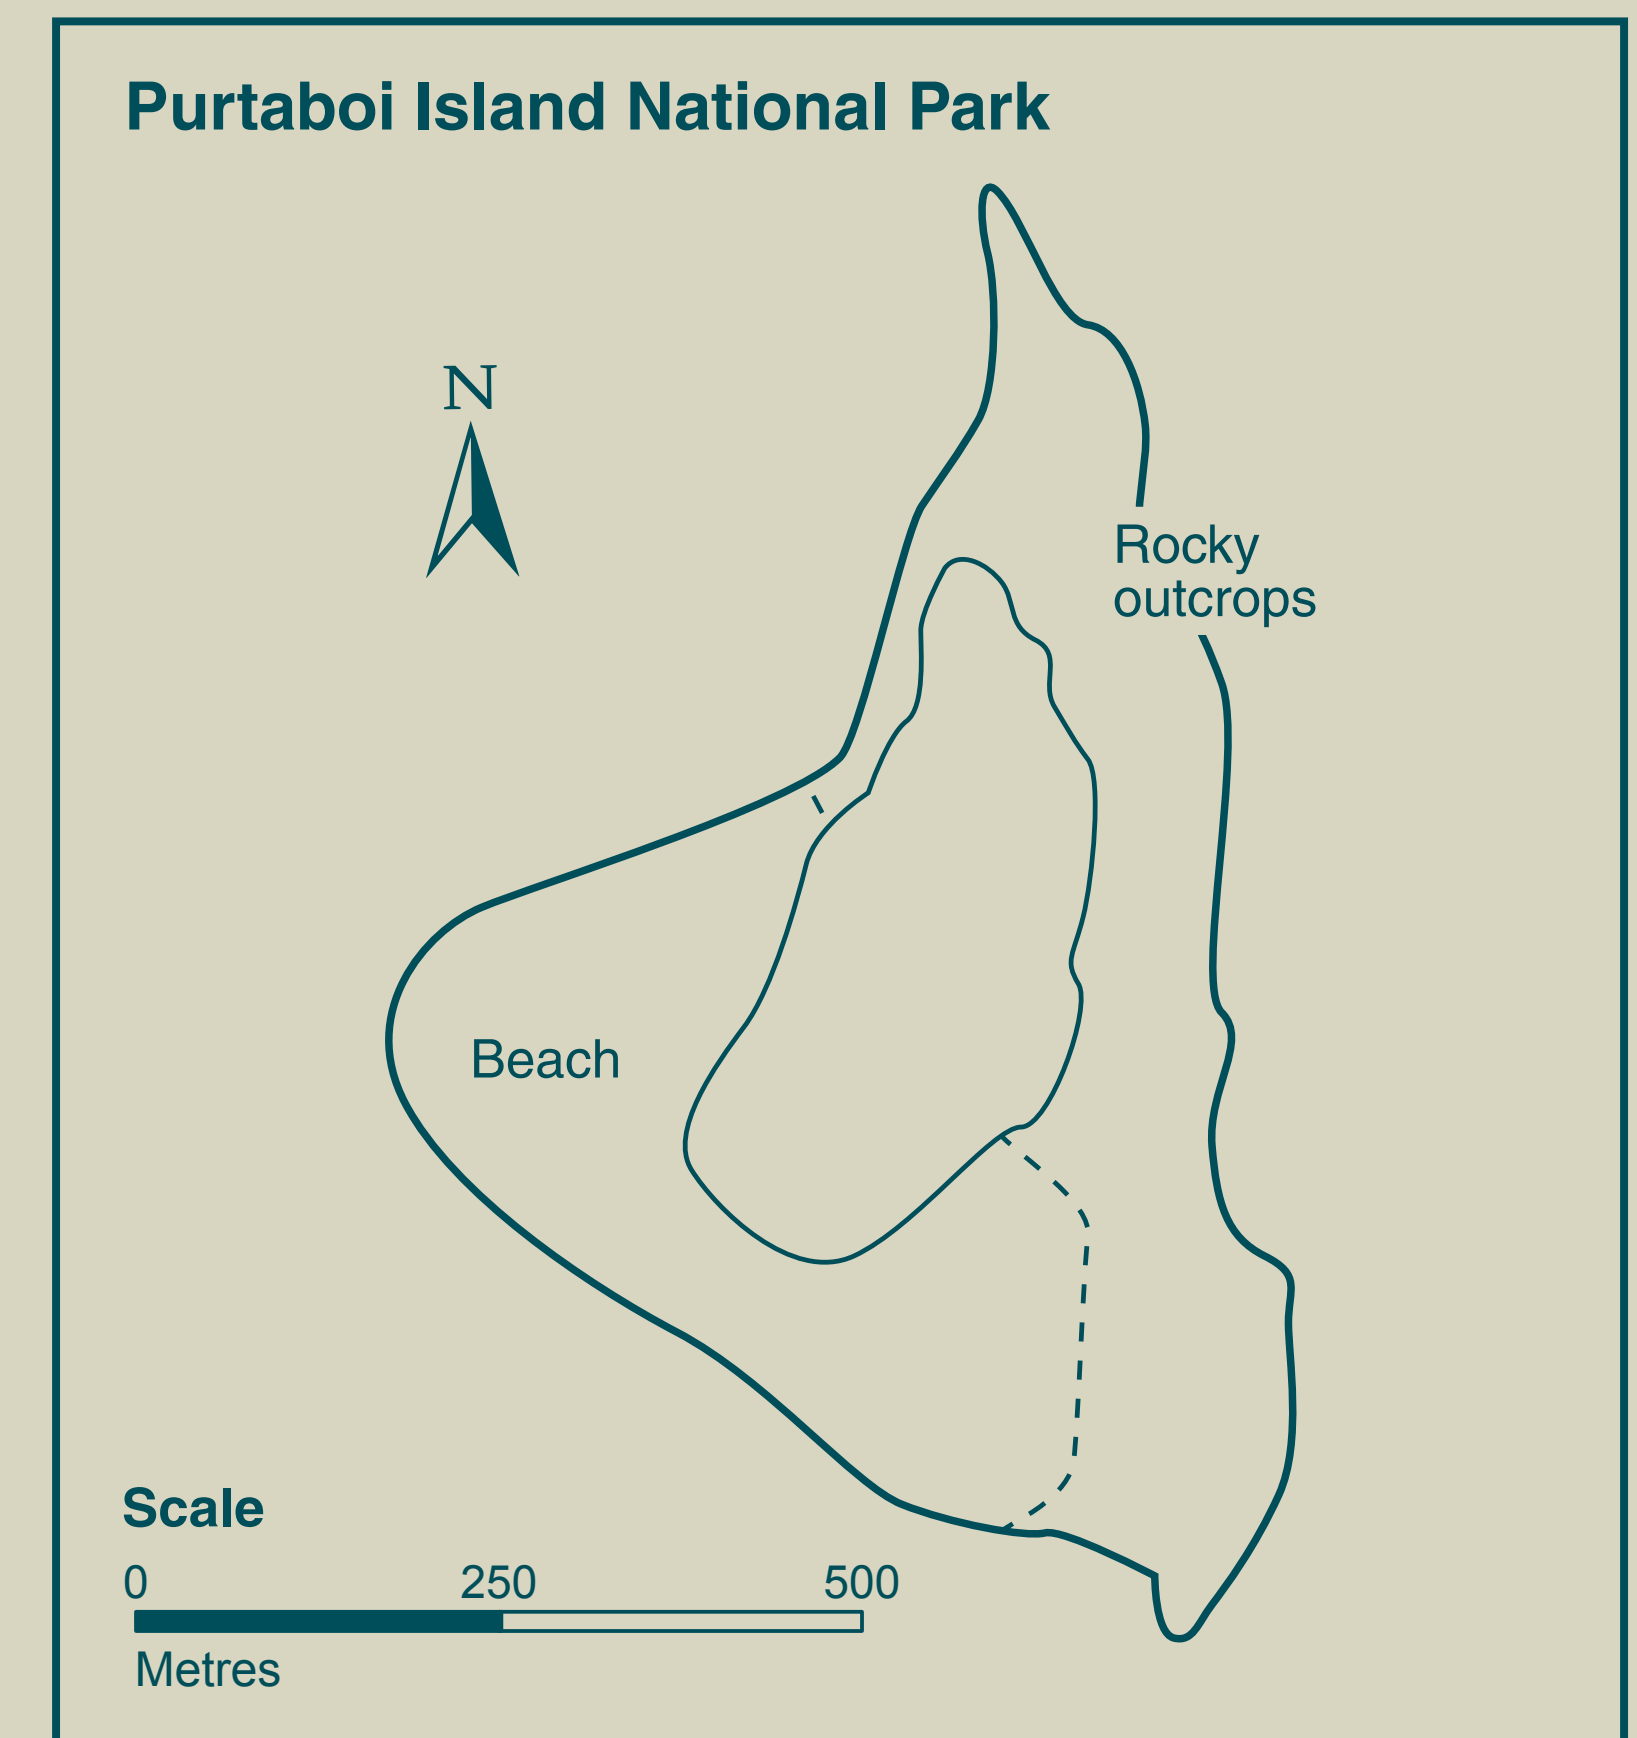 Purtaboi Island National Park
N
Rocky
outcrops
Beach
Scale
0 250 500
Metres